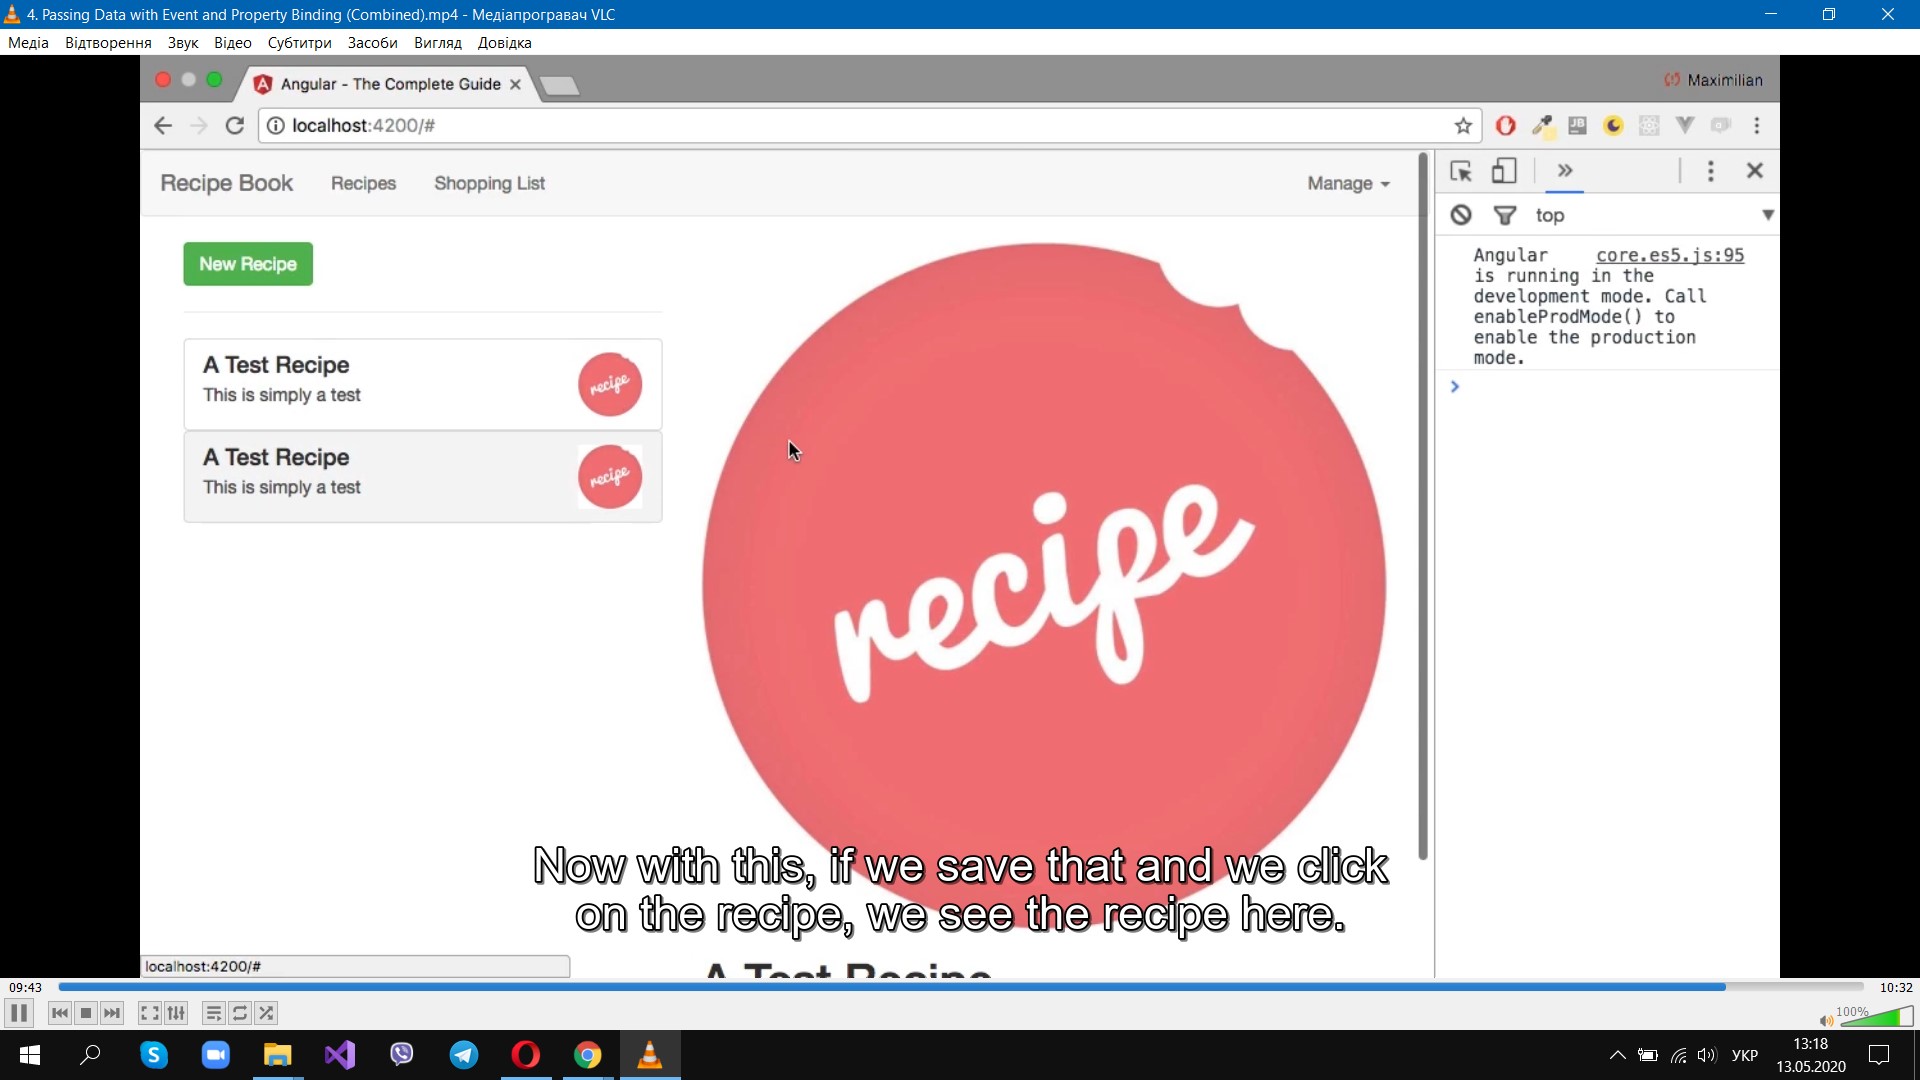 4. Passing Data with Event and Property Binding (Combined).mp4 - Медіапрогравач VLC
Медіа Відтворення Звук Відео Субтитри Засоби Вигляд Довідка
Angular - The Complete Guide
Maximilian
localhost:4200/#
JB
Recipe Book Recipes Shopping List Manage
top
New Recipe
Angular core.es5.js:95
is running in the
development mode. Call
enableProdMode() to
enable the production
mode.
A Test Recipe
This is simply a test
recipe
A Test Recipe
This is simply a test
recipe
recipe
Now with this, if we save that and we click
on the recipe, we see the recipe here.
localhost:4200/#
A Test Recipe
09:43 10:32
100%
УКР
13:18
13.05.2020